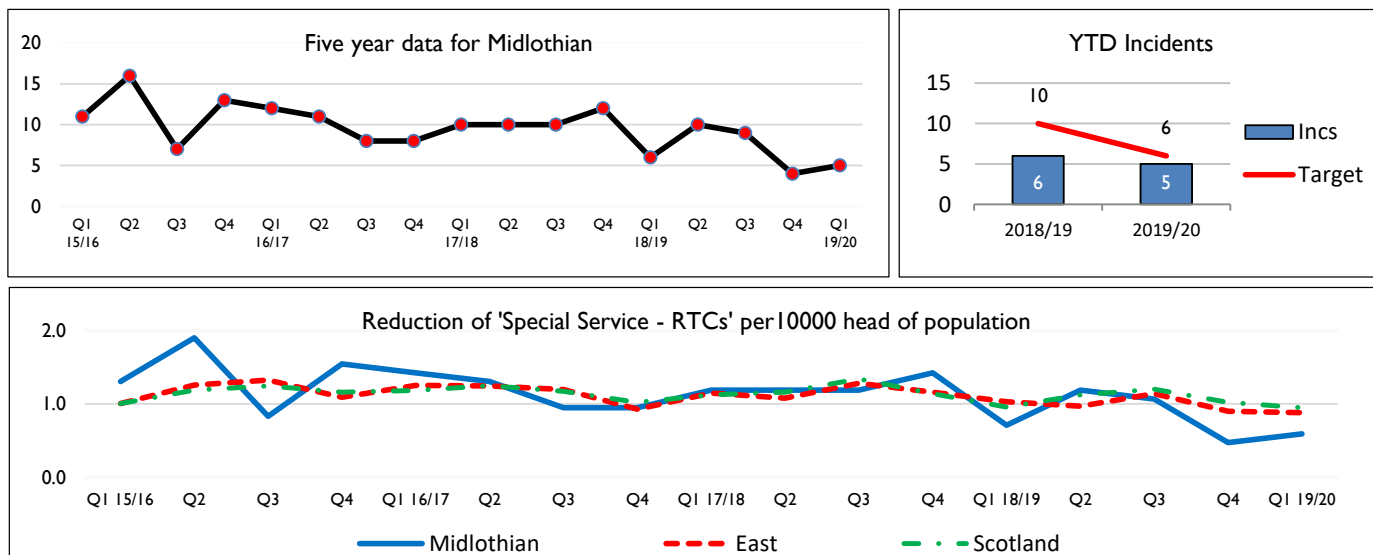 Five year data for Midlothian
20
15
10
5
0
Q1 Q2 Q3 Q4 Q1 Q2 Q3 Q4 Q1 Q2 Q3 Q4 Q1 Q2 Q3 Q4 Q1
15/16 16/17 17/18 18/19 19/20
YTD Incidents
15
10
5
0
10
6
6
5
2018/19 2019/20
Incs
Target
Reduction of 'Special Service - RTCs' per10000 head of population
2.0
1.0
0.0
Q1 15/16 Q2 Q3 Q4 Q1 16/17 Q2 Q3 Q4 Q1 17/18 Q2 Q3 Q4 Q1 18/19 Q2 Q3 Q4 Q1 19/20
Midlothian East Scotland